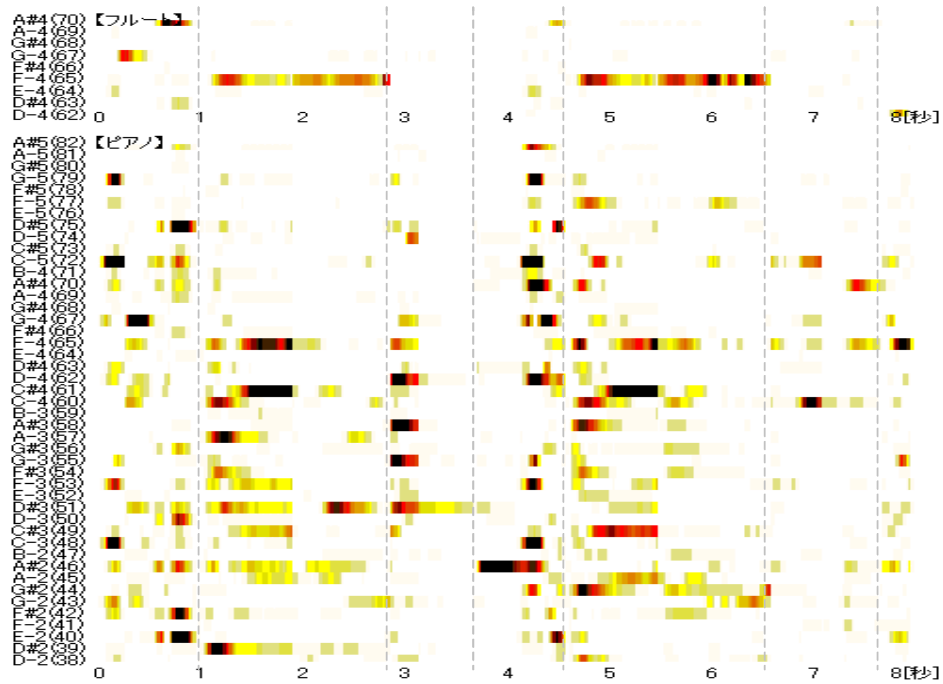 A#4(70)【フルート】
A-4(69)
G#4(68)
G-4(67)
F#4(66)
F-4(65)
E-4(64)
D#4(63)
D-4(62)
0 1 2 3 4 5 6 7 8[秒]
A#5(82)【ピアノ】
A-5(81)
G#5(80)
G-5(79)
F#5(78)
F-5(77)
E-5(76)
D#5(75)
D-5(74)
C#5(73)
C-5(72)
B-4(71)
A#4(70)
A-4(69)
G#4(68)
G-4(67)
F#4(66)
F-4(65)
E-4(64)
D#4(63)
D-4(62)
C#4(61)
C-4(60)
B-3(59)
A#3(58)
A-3(57)
G#3(56)
G-3(55)
F#3(54)
F-3(53)
E-3(52)
D#3(51)
D-3(50)
C#3(49)
C-3(48)
B-2(47)
A#2(46)
A-2(45)
G#2(44)
G-2(43)
F#2(42)
F-2(41)
E-2(40)
D#2(39)
D-2(38)
0 1 2 3 4 5 6 7 8[秒]